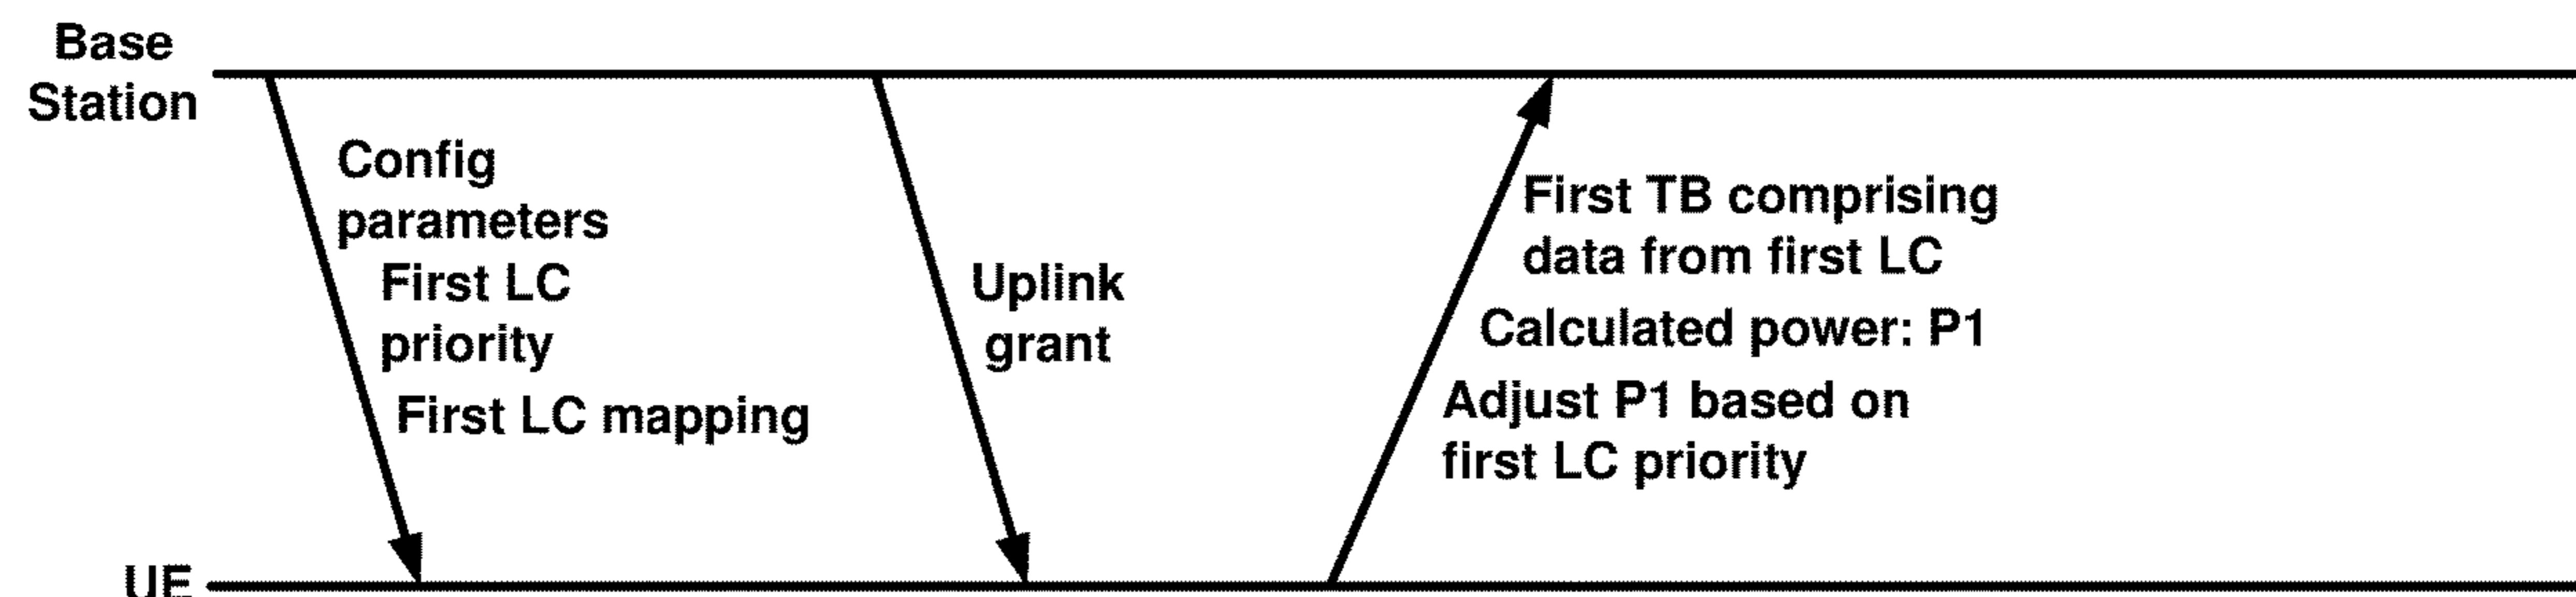 Base
Station
Config
parameters
First LC
priority
First LC mapping
Uplink
grant
First TB comprising
data from first LC
Calculated power: P1
Adjust P1 based on
first LC priority
UE